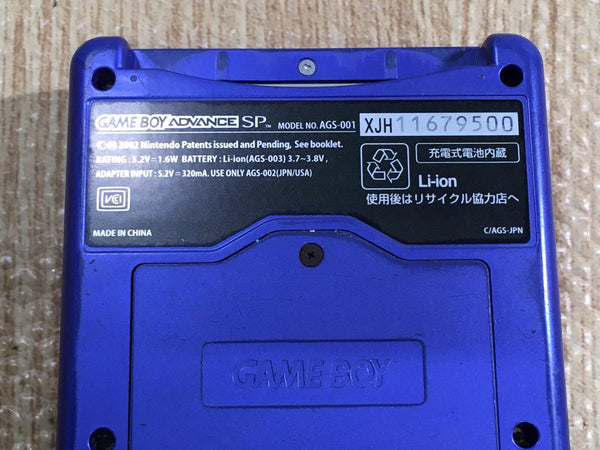 GAME BOY ADVANCE SP™ MODEL NO. AGS-001 XJH11679500
2002 Nintendo Patents issued and Pending, See booklet.
RATING : 5.2V⎓1.6W BATTERY : Li-ion(AGS-003) 3.7~3.8V,
ADAPTER INPUT : 5.2V⎓320mA. USE ONLY AGS-002(JPN/USA)
充電式電池内蔵
Li-ion
使用後はリサイクル協力店へ
VCI
MADE IN CHINA
C/AGS-JPN
GAME BOY